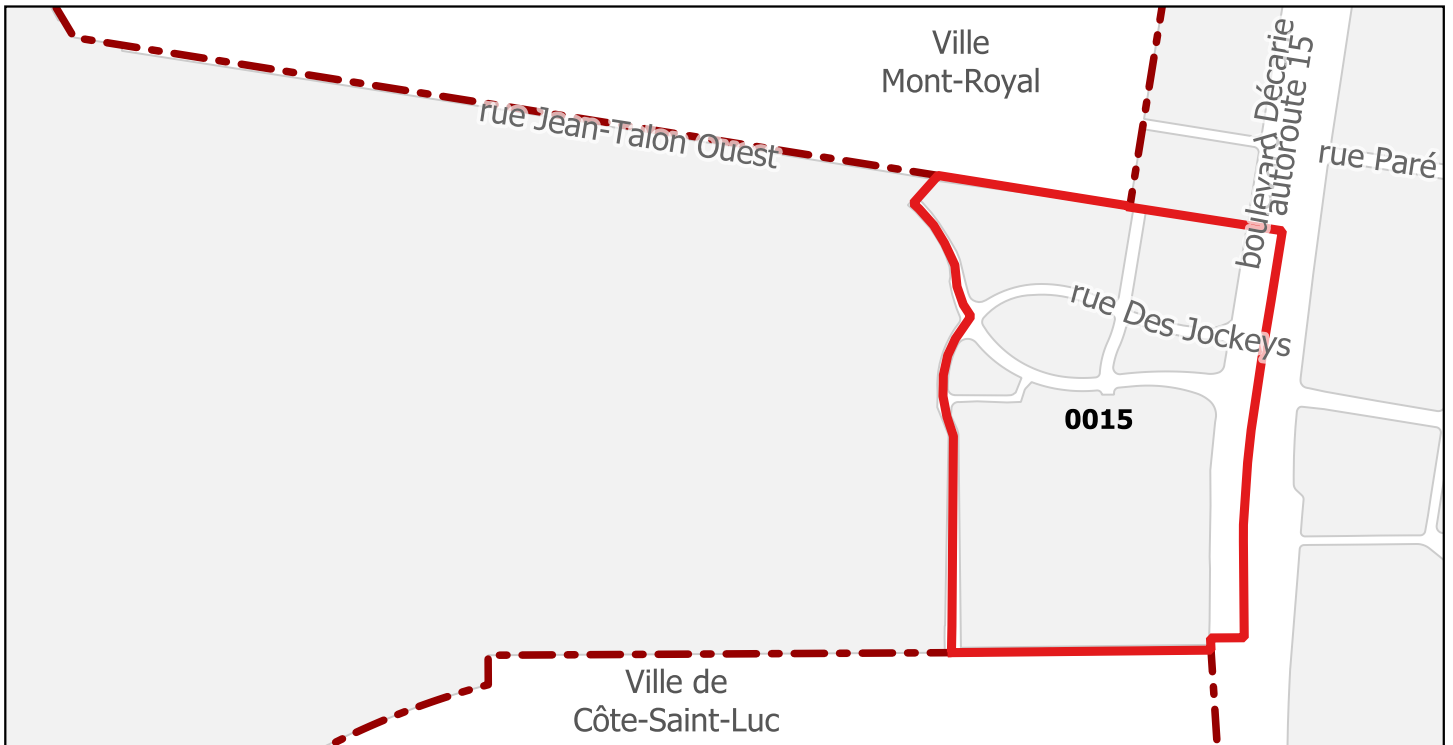 Ville
Mont-Royal
boulevard Décarie
autoroute 15
rue Jean-Talon Ouest
rue Paré
rue Des Jockeys
0015
Ville de
Côte-Saint-Luc